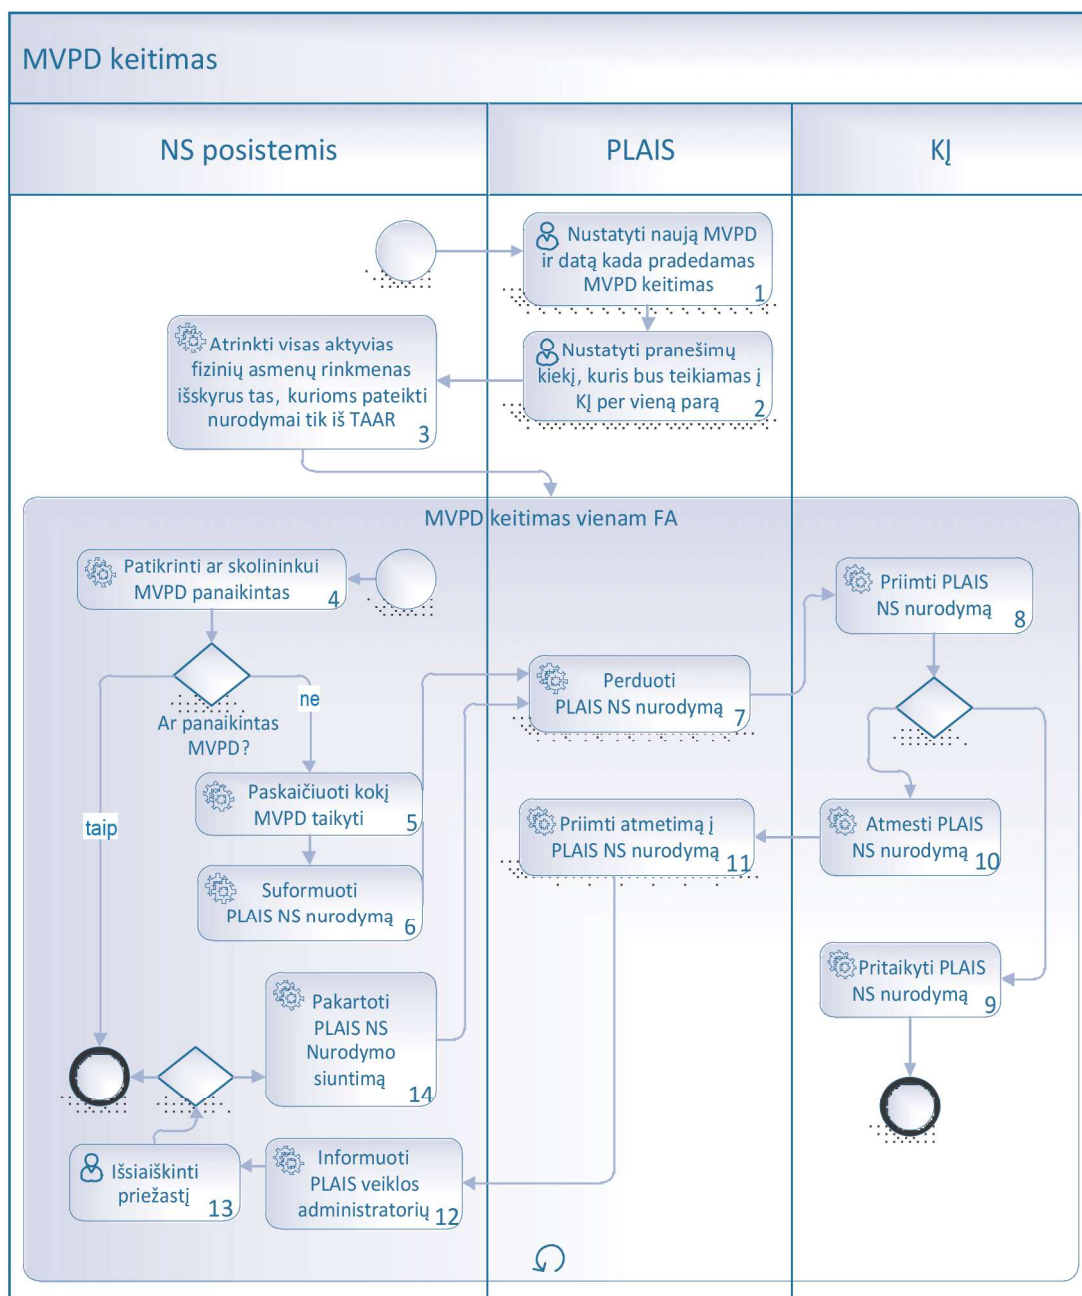 MVPD keitimas
NS posistemis
PLAIS
KĮ
Nustatyti naują MVPD
ir datą kada pradedamas
MVPD keitimas
1
Nustatyti pranešimų
kiekį, kuris bus teikiamas į
KĮ per vieną parą
2
Atrinkti visas aktyvias
fizinių asmenų rinkmenas
išskyrus tas, kurioms pateikti
nurodymai tik iš TAAR
3
MVPD keitimas vienam FA
Patikrinti ar skolininkui
MVPD panaikintas
4
Ar panaikintas
MVPD?
ne
taip
Paskaičiuoti kokį
MVPD taikyti
5
Suformuoti
PLAIS NS nurodymą
6
Perduoti
PLAIS NS nurodymą
7
Priimti PLAIS
NS nurodymą
8
Atmesti PLAIS
NS nurodymą
10
Priimti atmetimą į
PLAIS NS nurodymą
11
Pritaikyti PLAIS
NS nurodymą
9
Pakartoti
PLAIS NS
Nurodymo
siuntimą
14
Išsiaiškinti
priežastį
13
Informuoti
PLAIS veiklos
administratorių
12